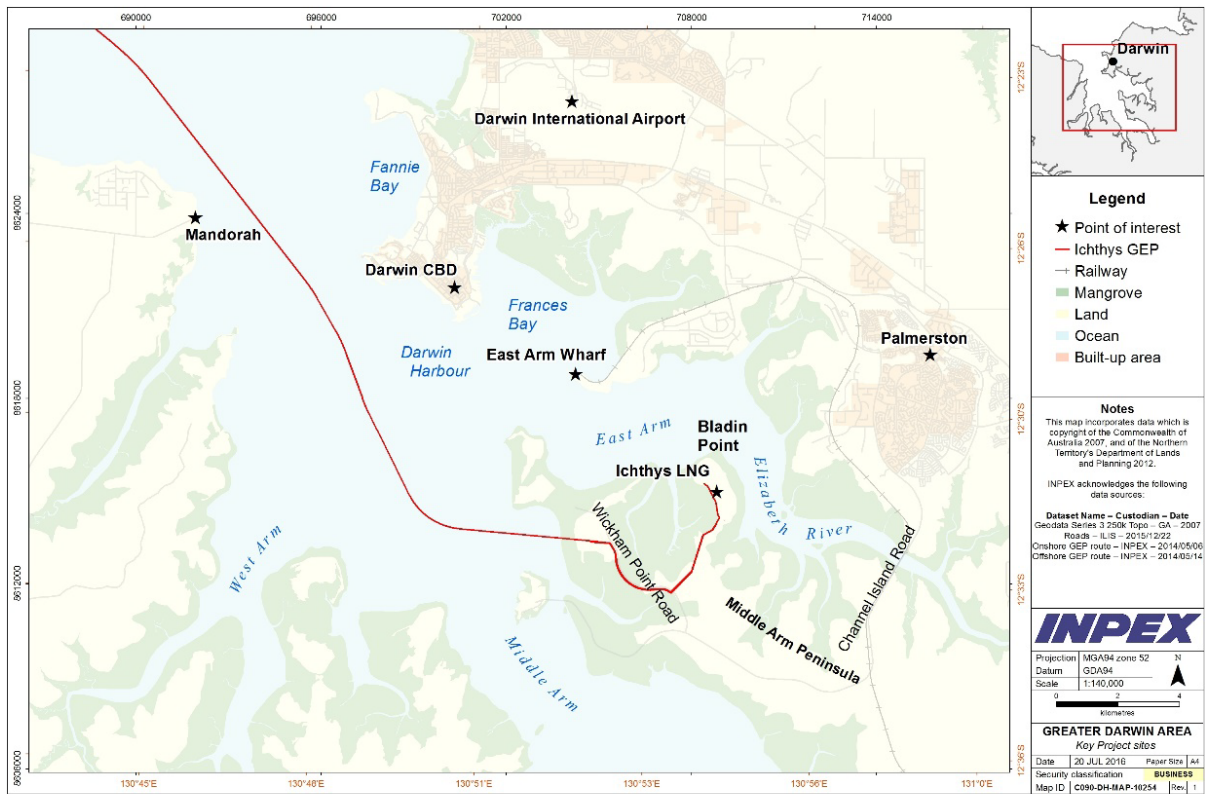 690000
696000
702000
708000
714000
8624000
8618000
8612000
8606000
12°23'S
12°26'S
12°30'S
12°33'S
12°36'S
130°45'E
130°48'E
130°51'E
130°53'E
130°56'E
131°0'E
Darwin International Airport
Fannie
Bay
Mandorah
Darwin CBD
Frances
Bay
Darwin
Harbour
East Arm Wharf
Palmerston
East Arm
Bladin
Point
Ichthys LNG
Elizabeth River
Wickham Point Road
West Arm
Middle Arm
Middle Arm Peninsula
Channel Island Road
Darwin
Legend
Point of interest
Ichthys GEP
Railway
Mangrove
Land
Ocean
Built-up area
Notes
This map incorporates data which is
copyright of the Commonwealth of
Australia 2007, and of the Northern
Territory's Department of Lands
and Planning 2012.
INPEX acknowledges the following
data sources:
Dataset Name – Custodian – Date
Geodata Series 3 250k Topo – GA – 2007
Roads – ILIS – 2015/12/22
Onshore GEP route – INPEX – 2014/05/06
Offshore GEP route – INPEX – 2014/05/14
INPEX
Projection MGA94 zone 52
Datum GDA94
Scale 1:140,000
N
0 2 4
kilometres
GREATER DARWIN AREA
Key Project sites
Date 20 JUL 2016 Paper Size A4
Security classification BUSINESS
Map ID C090-DH-MAP-10254 Rev. 1